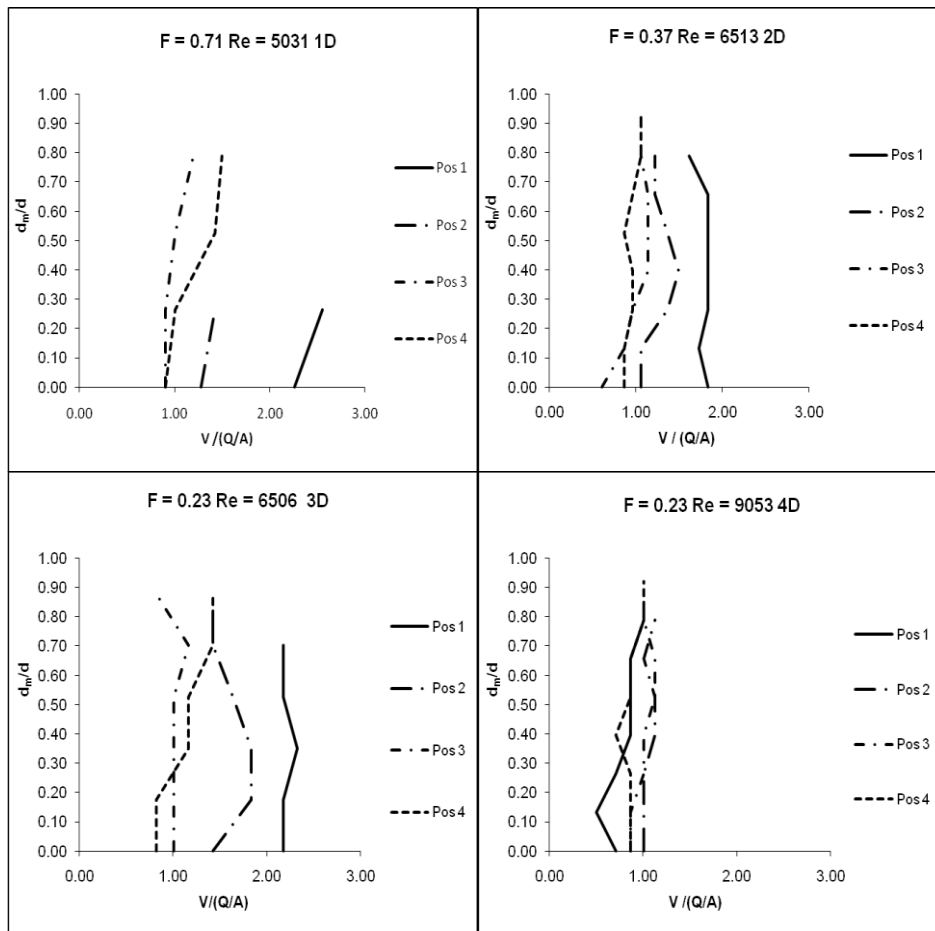 F = 0.71 Re = 5031 1D
1.00
0.90
0.80
0.70
0.60
0.50
0.40
0.30
0.20
0.10
0.00
dm/d
0.00 1.00 2.00 3.00
V /(Q/A)
Pos 1
Pos 2
Pos 3
Pos 4
F = 0.37 Re = 6513 2D
1.00
0.90
0.80
0.70
0.60
0.50
0.40
0.30
0.20
0.10
0.00
dm/d
0.00 1.00 2.00 3.00
V / (Q/A)
Pos 1
Pos 2
Pos 3
Pos 4
F = 0.23 Re = 6506 3D
1.00
0.90
0.80
0.70
0.60
0.50
0.40
0.30
0.20
0.10
0.00
dm/d
0.00 1.00 2.00 3.00
V/(Q/A)
Pos 1
Pos 2
Pos 3
Pos 4
F = 0.23 Re = 9053 4D
1.00
0.90
0.80
0.70
0.60
0.50
0.40
0.30
0.20
0.10
0.00
dm/d
0.00 1.00 2.00 3.00
V /(Q/A)
Pos 1
Pos 2
Pos 3
Pos 4